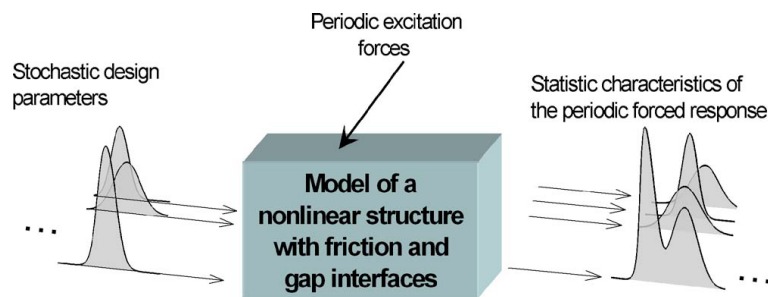 Periodic excitation
forces
Stochastic design
parameters
Statistic characteristics of
the periodic forced response
Model of a
nonlinear structure
with friction and
gap interfaces
...
...